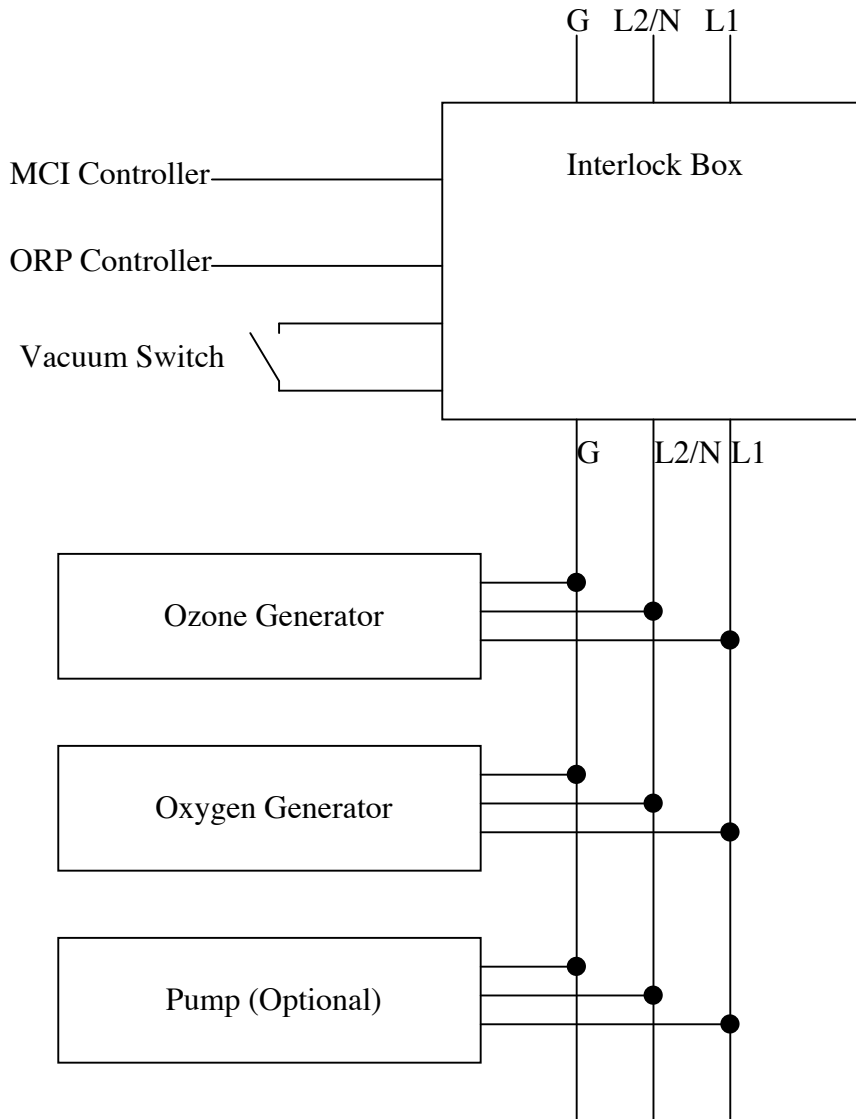 G L2/N L1
Interlock Box
MCI Controller
ORP Controller
Vacuum Switch
G L2/N L1
Ozone Generator
Oxygen Generator
Pump (Optional)